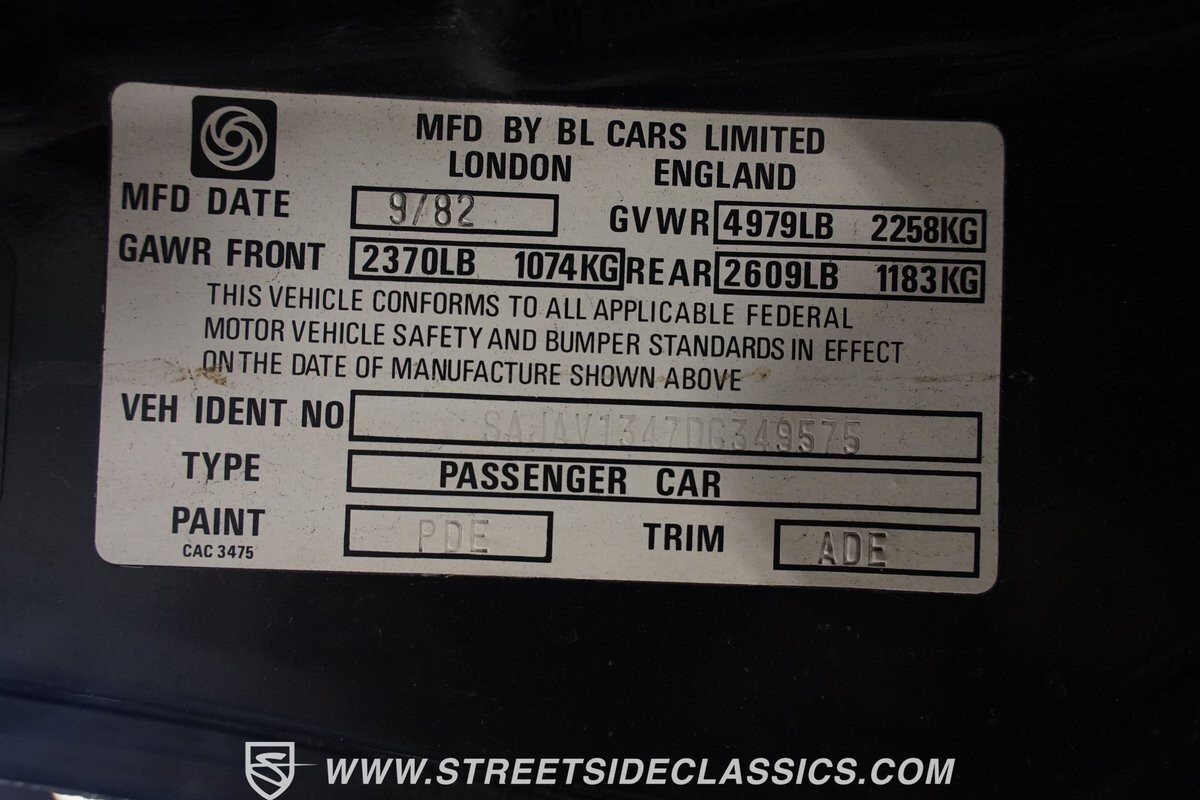 MFD BY BL CARS LIMITED
LONDON ENGLAND
MFD DATE 9/82 GVWR 4979LB 2258KG
GAWR FRONT 2370LB 1074KG REAR 2609LB 1183KG
THIS VEHICLE CONFORMS TO ALL APPLICABLE FEDERAL
MOTOR VEHICLE SAFETY AND BUMPER STANDARDS IN EFFECT
ON THE DATE OF MANUFACTURE SHOWN ABOVE
VEH IDENT NO SAJAV1347DC349575
TYPE PASSENGER CAR
PAINT PDE TRIM ADE
CAC 3475
WWW.STREETSIDECLASSICS.COM